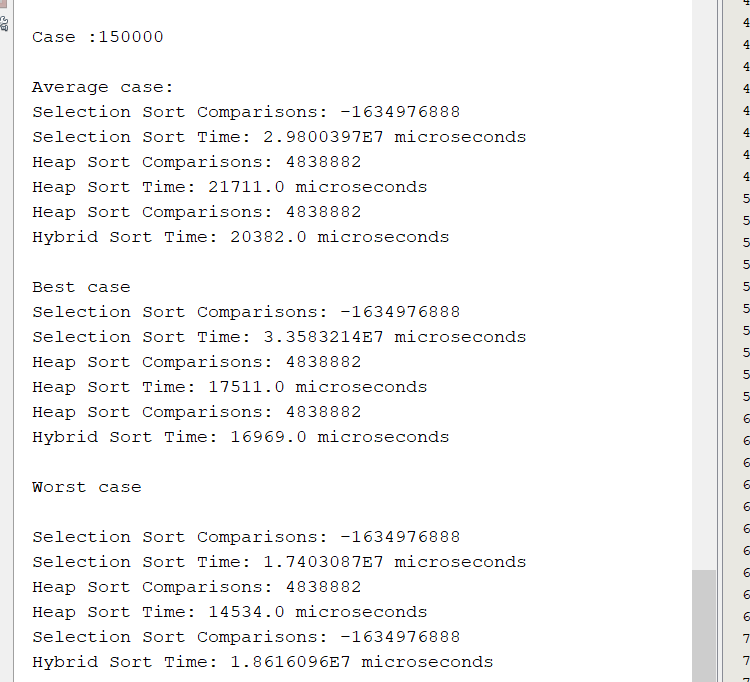 Case :150000
Average case:
Selection Sort Comparisons: -1634976888
Selection Sort Time: 2.9800397E7 microseconds
Heap Sort Comparisons: 4838882
Heap Sort Time: 21711.0 microseconds
Heap Sort Comparisons: 4838882
Hybrid Sort Time: 20382.0 microseconds
Best case
Selection Sort Comparisons: -1634976888
Selection Sort Time: 3.3583214E7 microseconds
Heap Sort Comparisons: 4838882
Heap Sort Time: 17511.0 microseconds
Heap Sort Comparisons: 4838882
Hybrid Sort Time: 16969.0 microseconds
Worst case
Selection Sort Comparisons: -1634976888
Selection Sort Time: 1.7403087E7 microseconds
Heap Sort Comparisons: 4838882
Heap Sort Time: 14534.0 microseconds
Selection Sort Comparisons: -1634976888
Hybrid Sort Time: 1.8616096E7 microseconds